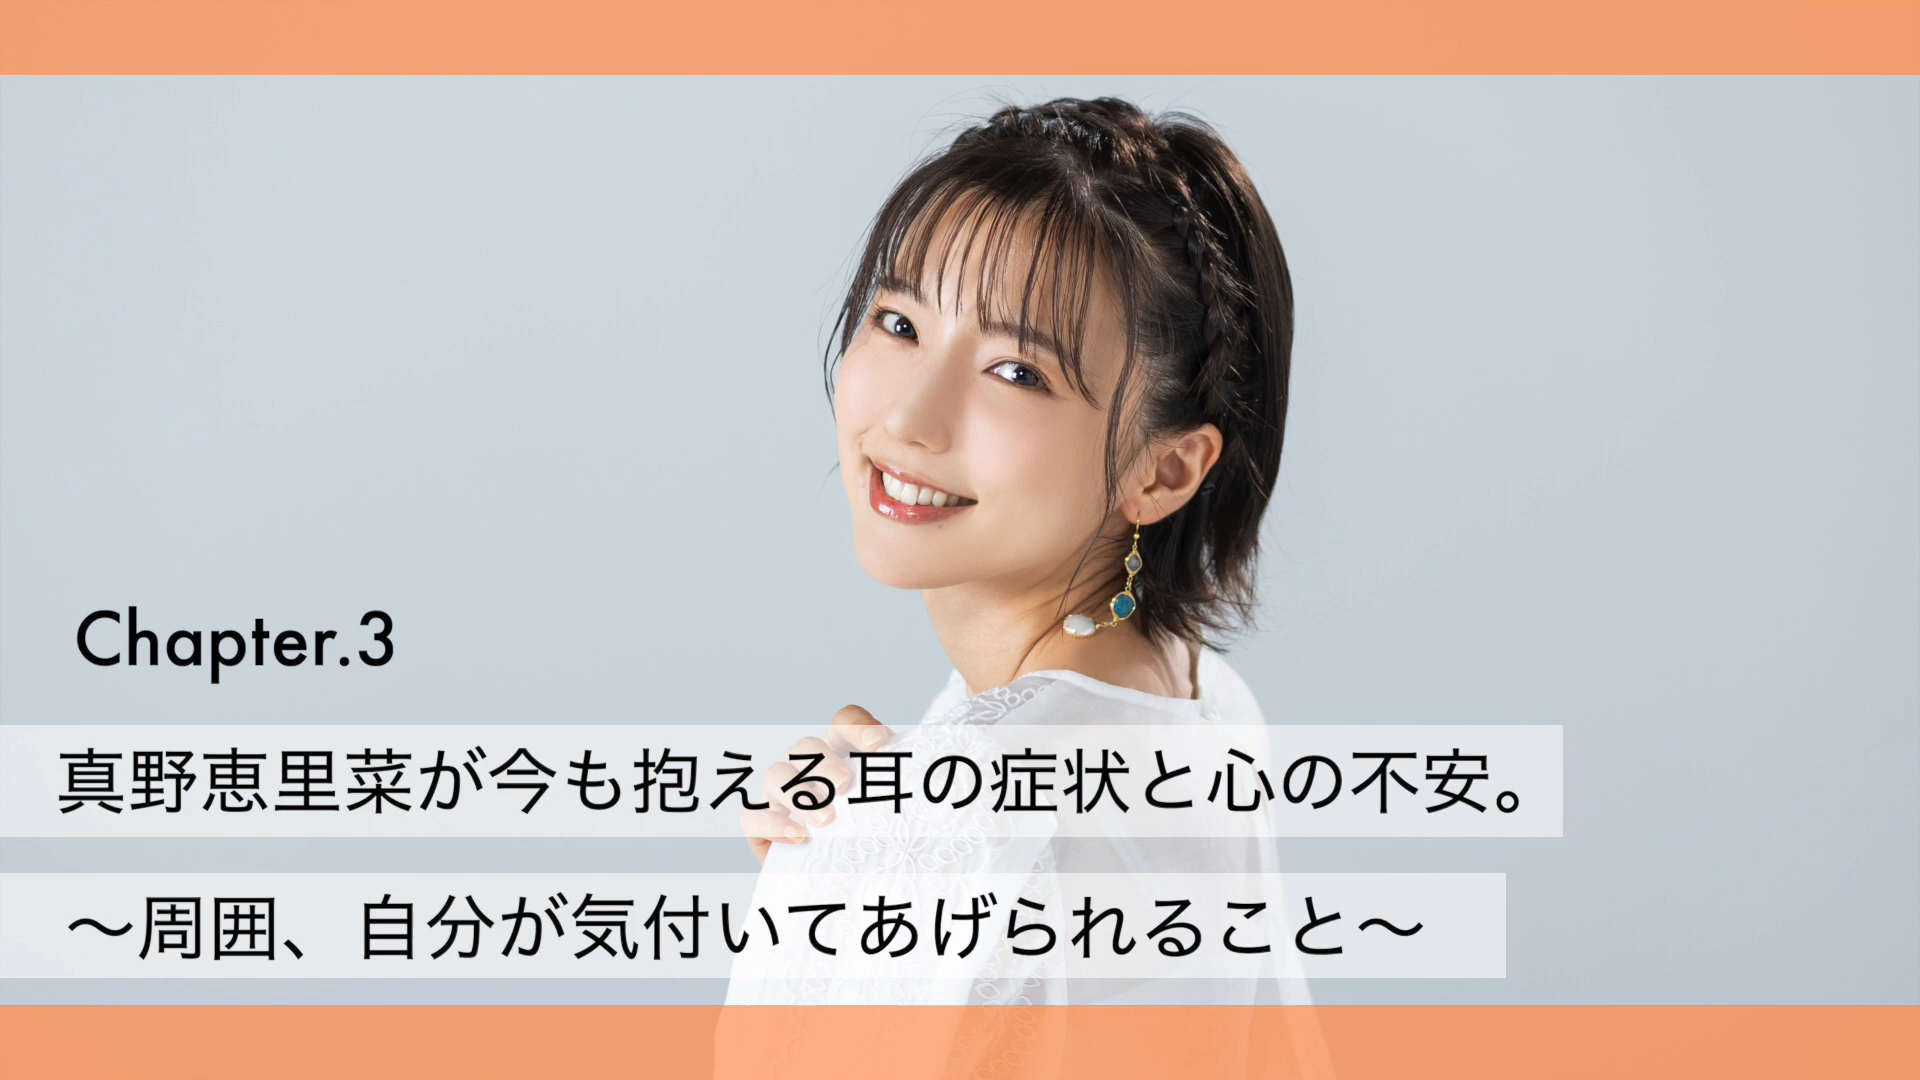 Chapter.3
真野恵里菜が今も抱える耳の症状と心の不安。
〜周囲、自分が気付いてあげられること〜